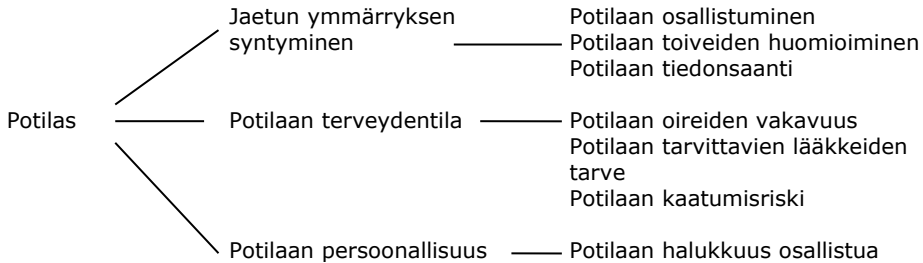 Jaetun ymmärryksen
syntyminen
Potilaan osallistuminen
Potilaan toiveiden huomioiminen
Potilaan tiedonsaanti
Potilas
Potilaan terveydentila
Potilaan oireiden vakavuus
Potilaan tarvittavien lääkkeiden
tarve
Potilaan kaatumisriski
Potilaan persoonallisuus
Potilaan halukkuus osallistua